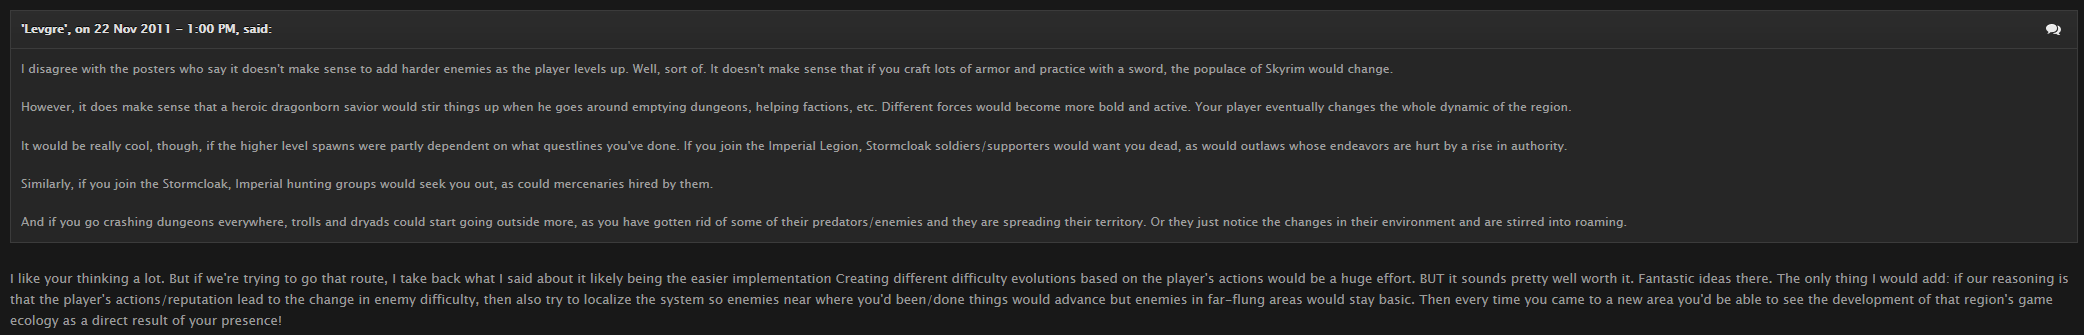 'Levgre', on 22 Nov 2011 - 1:00 PM, said:
I disagree with the posters who say it doesn't make sense to add harder enemies as the player levels up. Well, sort of. It doesn't make sense that if you craft lots of armor and practice with a sword, the populace of Skyrim would change.
However, it does make sense that a heroic dragonborn savior would stir things up when he goes around emptying dungeons, helping factions, etc. Different forces would become more bold and active. Your player eventually changes the whole dynamic of the region.
It would be really cool, though, if the higher level spawns were partly dependent on what questlines you've done. If you join the Imperial Legion, Stormcloak soldiers/supporters would want you dead, as would outlaws whose endeavors are hurt by a rise in authority.
Similarly, if you join the Stormcloak, Imperial hunting groups would seek you out, as could mercenaries hired by them.
And if you go crashing dungeons everywhere, trolls and dryads could start going outside more, as you have gotten rid of some of their predators/enemies and they are spreading their territory. Or they just notice the changes in their environment and are stirred into roaming.
I like your thinking a lot. But if we're trying to go that route, I take back what I said about it likely being the easier implementation Creating different difficulty evolutions based on the player's actions would be a huge effort. BUT it sounds pretty well worth it. Fantastic ideas there. The only thing I would add: if our reasoning is
that the player's actions/reputation lead to the change in enemy difficulty, then also try to localize the system so enemies near where you'd been/done things would advance but enemies in far-flung areas would stay basic. Then every time you came to a new area you'd be able to see the development of that region's game
ecology as a direct result of your presence!